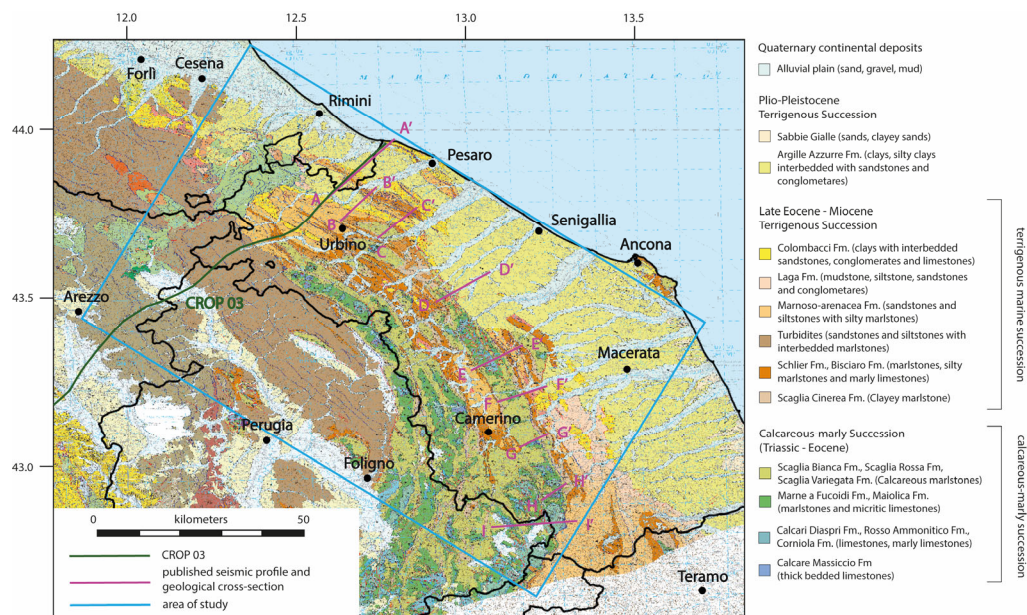 12.0
12.5
13.0
13.5
44.0
43.5
43.0
Forlì
Cesena
Rimini
MARE ADRIATICO
A'
Pesaro
A
B'
B
C'
Urbino
C
Senigallia
Ancona
D'
D
Arezzo
CROP 03
E'
E
Macerata
F'
F
Camerino
G'
G
Perugia
Foligno
H'
H
I
I'
Teramo
0 kilometers 50
CROP 03
published seismic profile and
geological cross-section
area of study
Quaternary continental deposits
Alluvial plain (sand, gravel, mud)
Plio-Pleistocene
Terrigenous Succession
Sabbie Gialle (sands, clayey sands)
Argille Azzurre Fm. (clays, silty clays
interbedded with sandstones and
conglometares)
Late Eocene - Miocene
Terrigenous Succession
Colombacci Fm. (clays with interbedded
sandstones, conglomerates and limestones)
Laga Fm. (mudstone, siltstone, sandstones
and conglometares)
Marnoso-arenacea Fm. (sandstones and
siltstones with silty marlstones)
Turbidites (sandstones and siltstones with
interbedded marlstones)
Schlier Fm., Bisciaro Fm. (marlstones, silty
marlstones and marly limestones)
Scaglia Cinerea Fm. (Clayey marlstone)
terrigenous marine succession
Calcareous marly Succession
(Triassic - Eocene)
Scaglia Bianca Fm., Scaglia Rossa Fm,
Scaglia Variegata Fm. (Calcareous marlstones)
Marne a Fucoidi Fm., Maiolica Fm.
(marlstones and micritic limestones)
Calcari Diaspri Fm., Rosso Ammonitico Fm.,
Corniola Fm. (limestones, marly limestones)
Calcare Massiccio Fm
(thick bedded limestones)
calcareous-marly succession